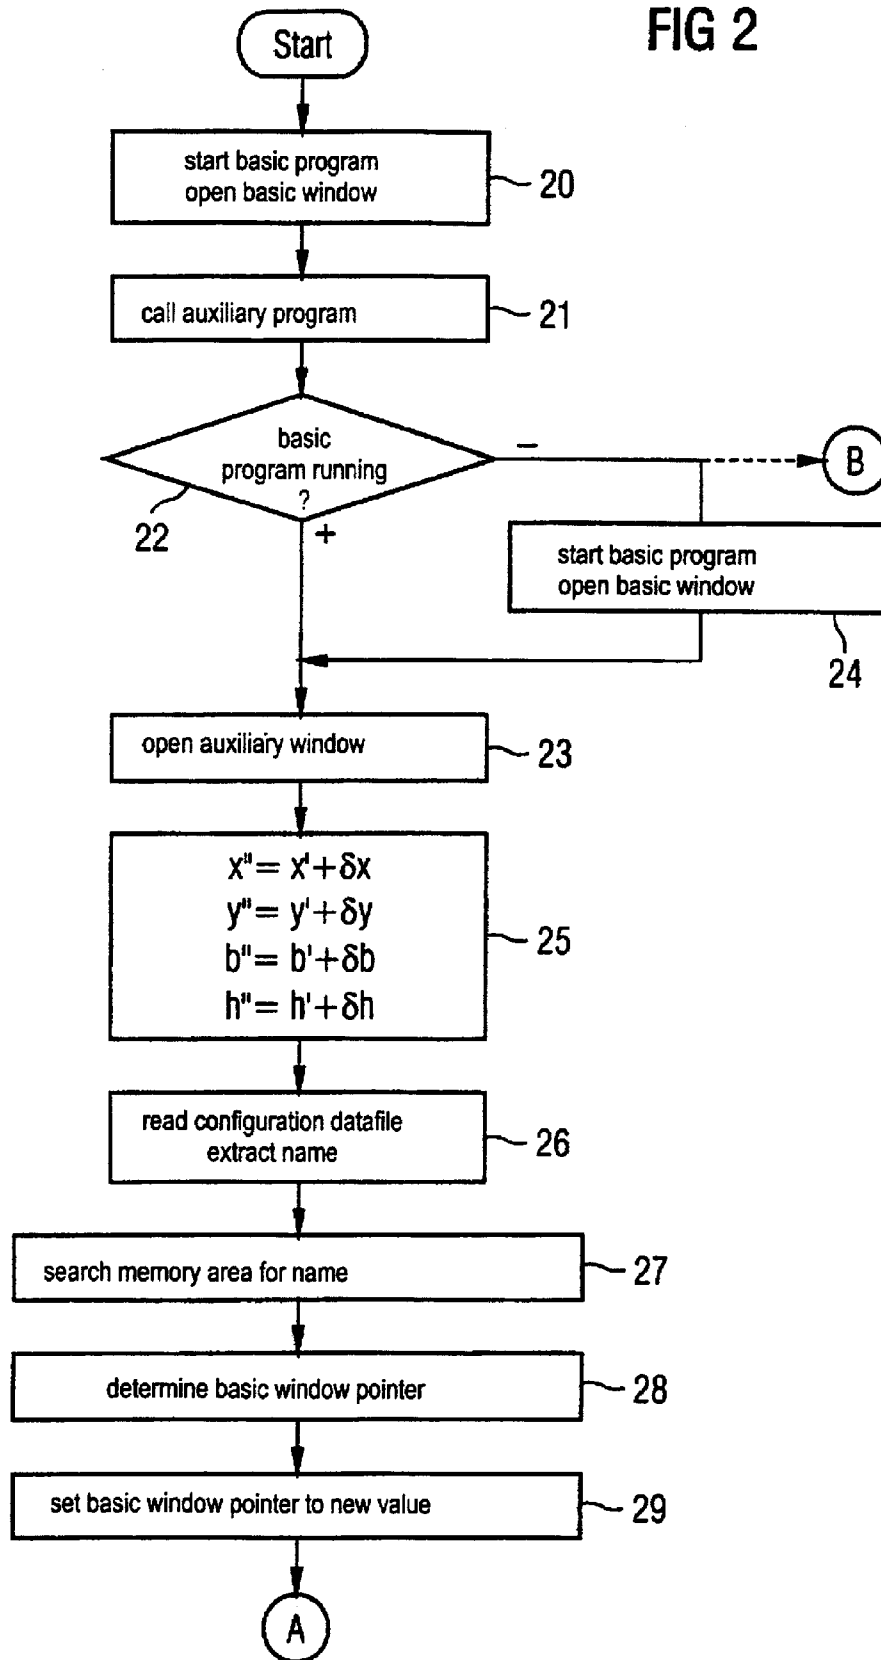 FIG 2
Start
start basic program
open basic window
20
call auxiliary program
21
basic
program running
?
22
−
+
B
start basic program
open basic window
24
open auxiliary window
23
x" = x' + δx
y" = y' + δy
b" = b' + δb
h" = h' + δh
25
read configuration datafile
extract name
26
search memory area for name
27
determine basic window pointer
28
set basic window pointer to new value
29
A